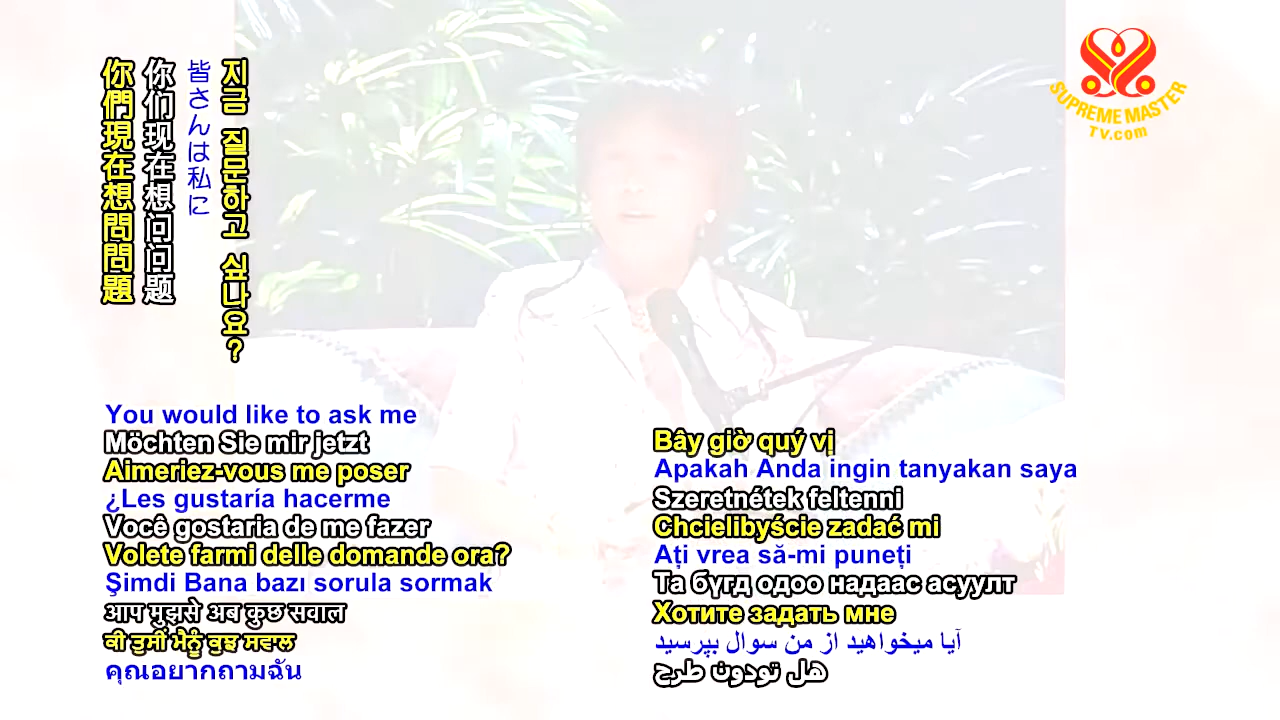 你們現在想問問題
你们现在想问问题
皆さんは私に
지금 질문하고 싶나요?
SUPREME MASTER
TV.com
You would like to ask me
Möchten Sie mir jetzt
Aimeriez-vous me poser
¿Les gustaría hacerme
Você gostaria de me fazer
Volete farmi delle domande ora?
Şimdi Bana bazı sorula sormak
आप मुझसे अब कुछ सवाल
ਕੀ ਤੁਸੀਂ ਮੈਨੂੰ ਕੁਝ ਸਵਾਲ
คุณอยากถามฉัน
Bây giờ quý vị
Apakah Anda ingin tanyakan saya
Szeretnétek feltenni
Chcielibyście zadać mi
Ați vrea să-mi puneți
Та бүгд одоо надаас асуулт
Хотите задать мне
آیا میخواهید از من سوال بپرسید
هل تودون طرح